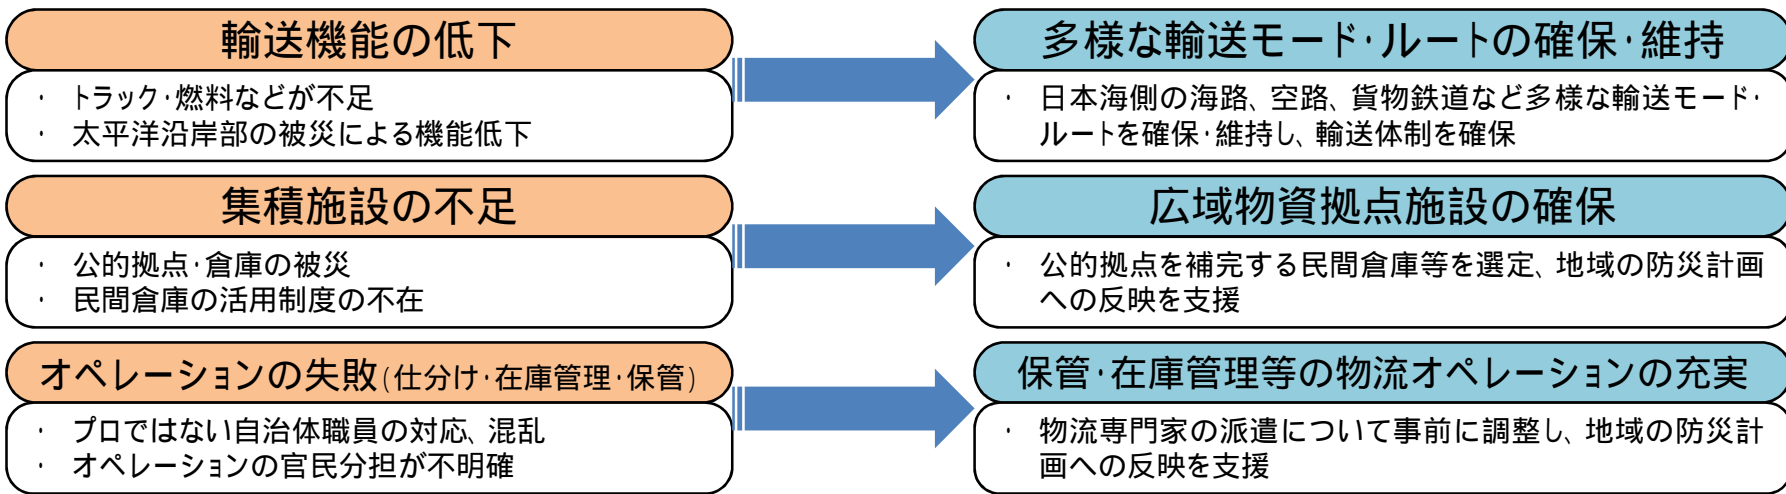 輸送機能の低下
・ トラック・燃料などが不足
・ 太平洋沿岸部の被災による機能低下
多様な輸送モード・ルートの確保・維持
・ 日本海側の海路、空路、貨物鉄道など多様な輸送モード・
ルートを確保・維持し、輸送体制を確保
集積施設の不足
・ 公的拠点・倉庫の被災
・ 民間倉庫の活用制度の不在
広域物資拠点施設の確保
・ 公的拠点を補完する民間倉庫等を選定、地域の防災計画
への反映を支援
オペレーションの失敗(仕分け・在庫管理・保管)
・ プロではない自治体職員の対応、混乱
・ オペレーションの官民分担が不明確
保管・在庫管理等の物流オペレーションの充実
・ 物流専門家の派遣について事前に調整し、地域の防災計
画への反映を支援